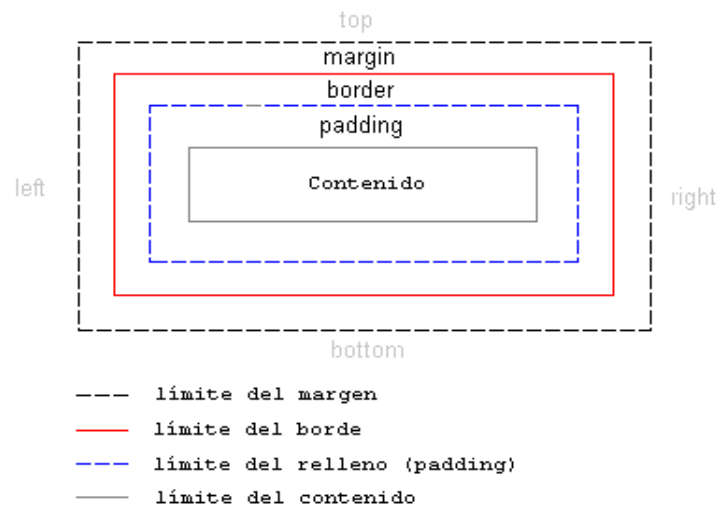 top
margin
border
padding
left
Contenido
right
bottom
límite del margen
límite del borde
límite del relleno (padding)
límite del contenido